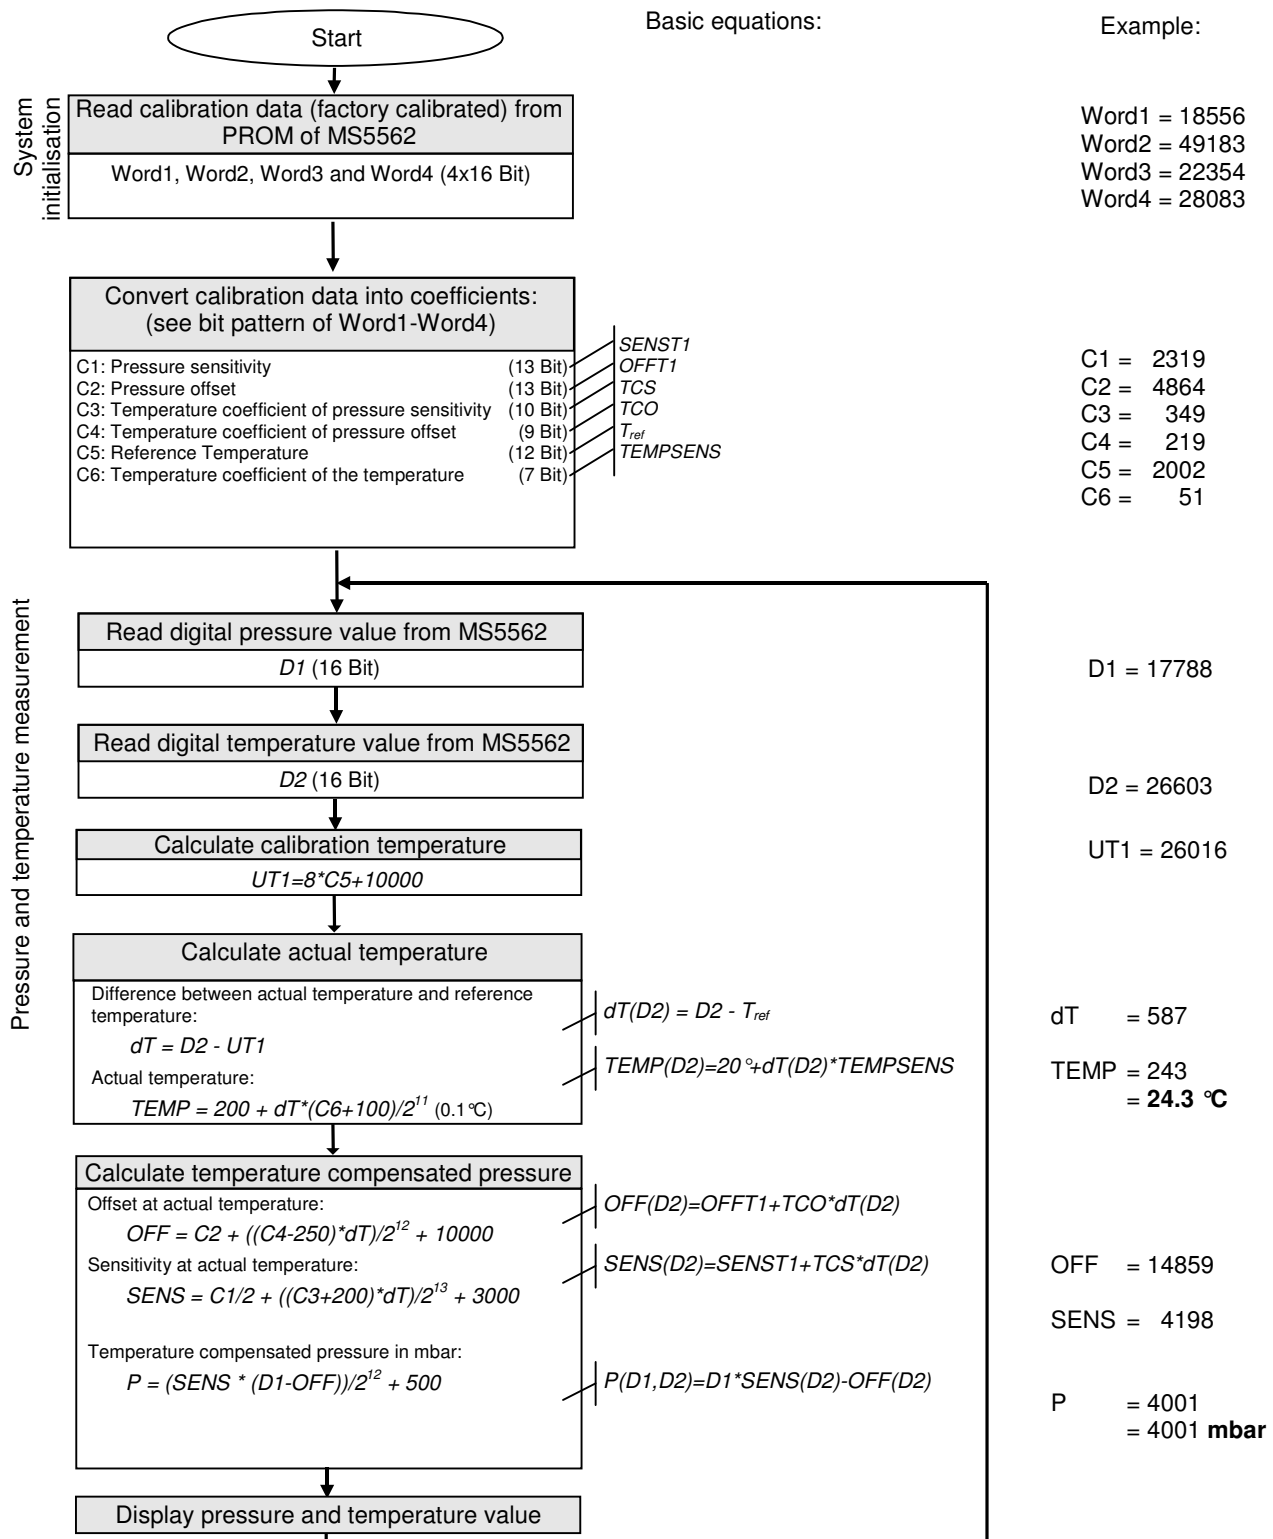 Start
Basic equations:
Example:
System
initialisation
Read calibration data (factory calibrated) from
PROM of MS5562
Word1, Word2, Word3 and Word4 (4x16 Bit)
Word1 = 18556
Word2 = 49183
Word3 = 22354
Word4 = 28083
Convert calibration data into coefficients:
(see bit pattern of Word1-Word4)
C1: Pressure sensitivity (13 Bit) SENST1
C2: Pressure offset (13 Bit) OFFT1
C3: Temperature coefficient of pressure sensitivity (10 Bit) TCS
C4: Temperature coefficient of pressure offset (9 Bit) TCO
C5: Reference Temperature (12 Bit) Tref
C6: Temperature coefficient of the temperature (7 Bit) TEMPSENS
C1 = 2319
C2 = 4864
C3 = 349
C4 = 219
C5 = 2002
C6 = 51
Pressure and temperature measurement
Read digital pressure value from MS5562
D1 (16 Bit)
D1 = 17788
Read digital temperature value from MS5562
D2 (16 Bit)
D2 = 26603
Calculate calibration temperature
UT1=8*C5+10000
UT1 = 26016
Calculate actual temperature
Difference between actual temperature and reference
temperature:
dT = D2 - UT1
dT(D2) = D2 - Tref
dT = 587
Actual temperature:
TEMP = 200 + dT*(C6+100)/2¹¹ (0.1°C)
TEMP(D2)=20°+dT(D2)*TEMPSENS
TEMP = 243
= 24.3 °C
Calculate temperature compensated pressure
Offset at actual temperature:
OFF = C2 + ((C4-250)*dT)/2¹² + 10000
OFF(D2)=OFFT1+TCO*dT(D2)
OFF = 14859
Sensitivity at actual temperature:
SENS = C1/2 + ((C3+200)*dT)/2¹³ + 3000
SENS(D2)=SENST1+TCS*dT(D2)
SENS = 4198
Temperature compensated pressure in mbar:
P = (SENS * (D1-OFF))/2¹² + 500
P(D1,D2)=D1*SENS(D2)-OFF(D2)
P = 4001
= 4001 mbar
Display pressure and temperature value